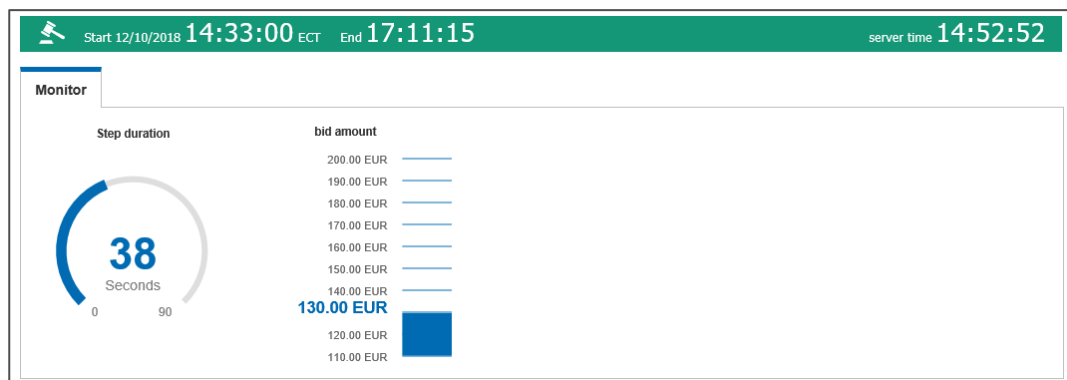 Start 12/10/2018 14:33:00 ECT End 17:11:15 server time 14:52:52
Monitor
Step duration
38
Seconds
0 90
bid amount
200.00 EUR
190.00 EUR
180.00 EUR
170.00 EUR
160.00 EUR
150.00 EUR
140.00 EUR
130.00 EUR
120.00 EUR
110.00 EUR